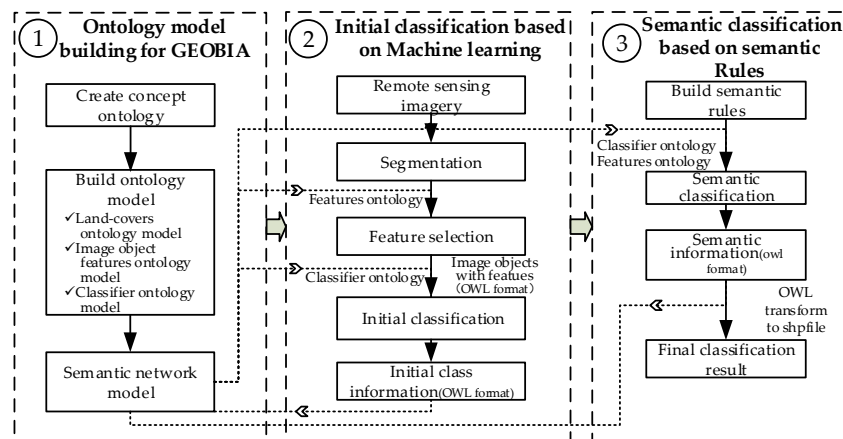 1
Ontology model
building for GEOBIA
Create concept
ontology
Build ontology
model
✓Land-covers
ontology model
✓Image object
features ontology
model
✓Classifier ontology
model
Semantic network
model
2
Initial classification based
on Machine learning
Remote sensing
imagery
Segmentation
Features ontology
Feature selection
Classifier ontology
Image objects
with featues
(OWL format)
Initial classification
Initial class
information(OWL format)
3
Semantic classification
based on semantic
Rules
Build semantic
rules
Classifier ontology
Features ontology
Semantic
classification
Semantic
information(owl
format)
OWL
transform
to shpfile
Final classification
result